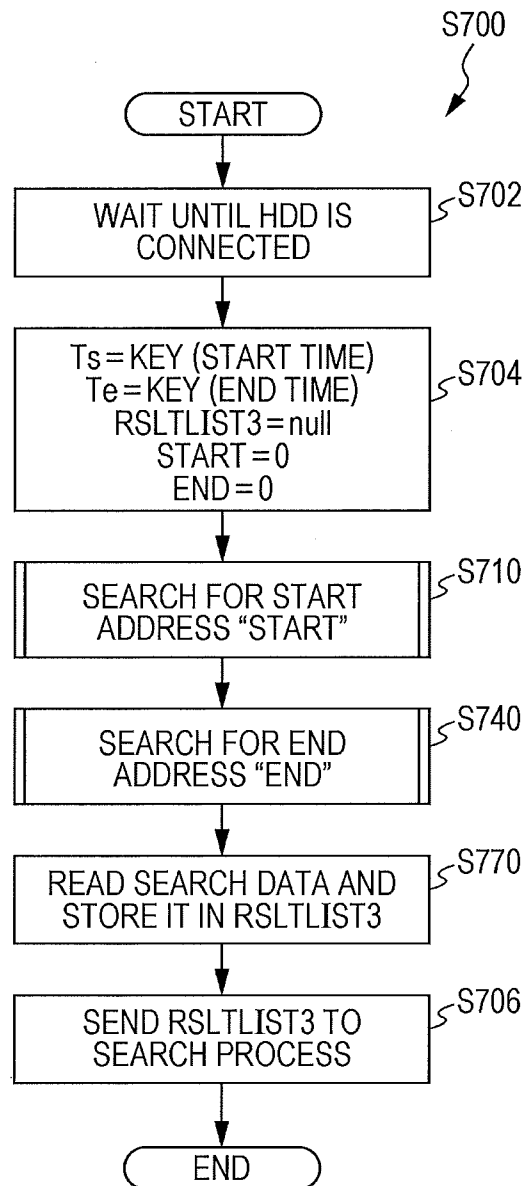 S700
START
S702
WAIT UNTIL HDD IS
CONNECTED
S704
Ts=KEY (START TIME)
Te=KEY (END TIME)
RSLTLIST3=null
START=0
END=0
S710
SEARCH FOR START
ADDRESS “START”
S740
SEARCH FOR END
ADDRESS “END”
S770
READ SEARCH DATA AND
STORE IT IN RSLTLIST3
S706
SEND RSLTLIST3 TO
SEARCH PROCESS
END